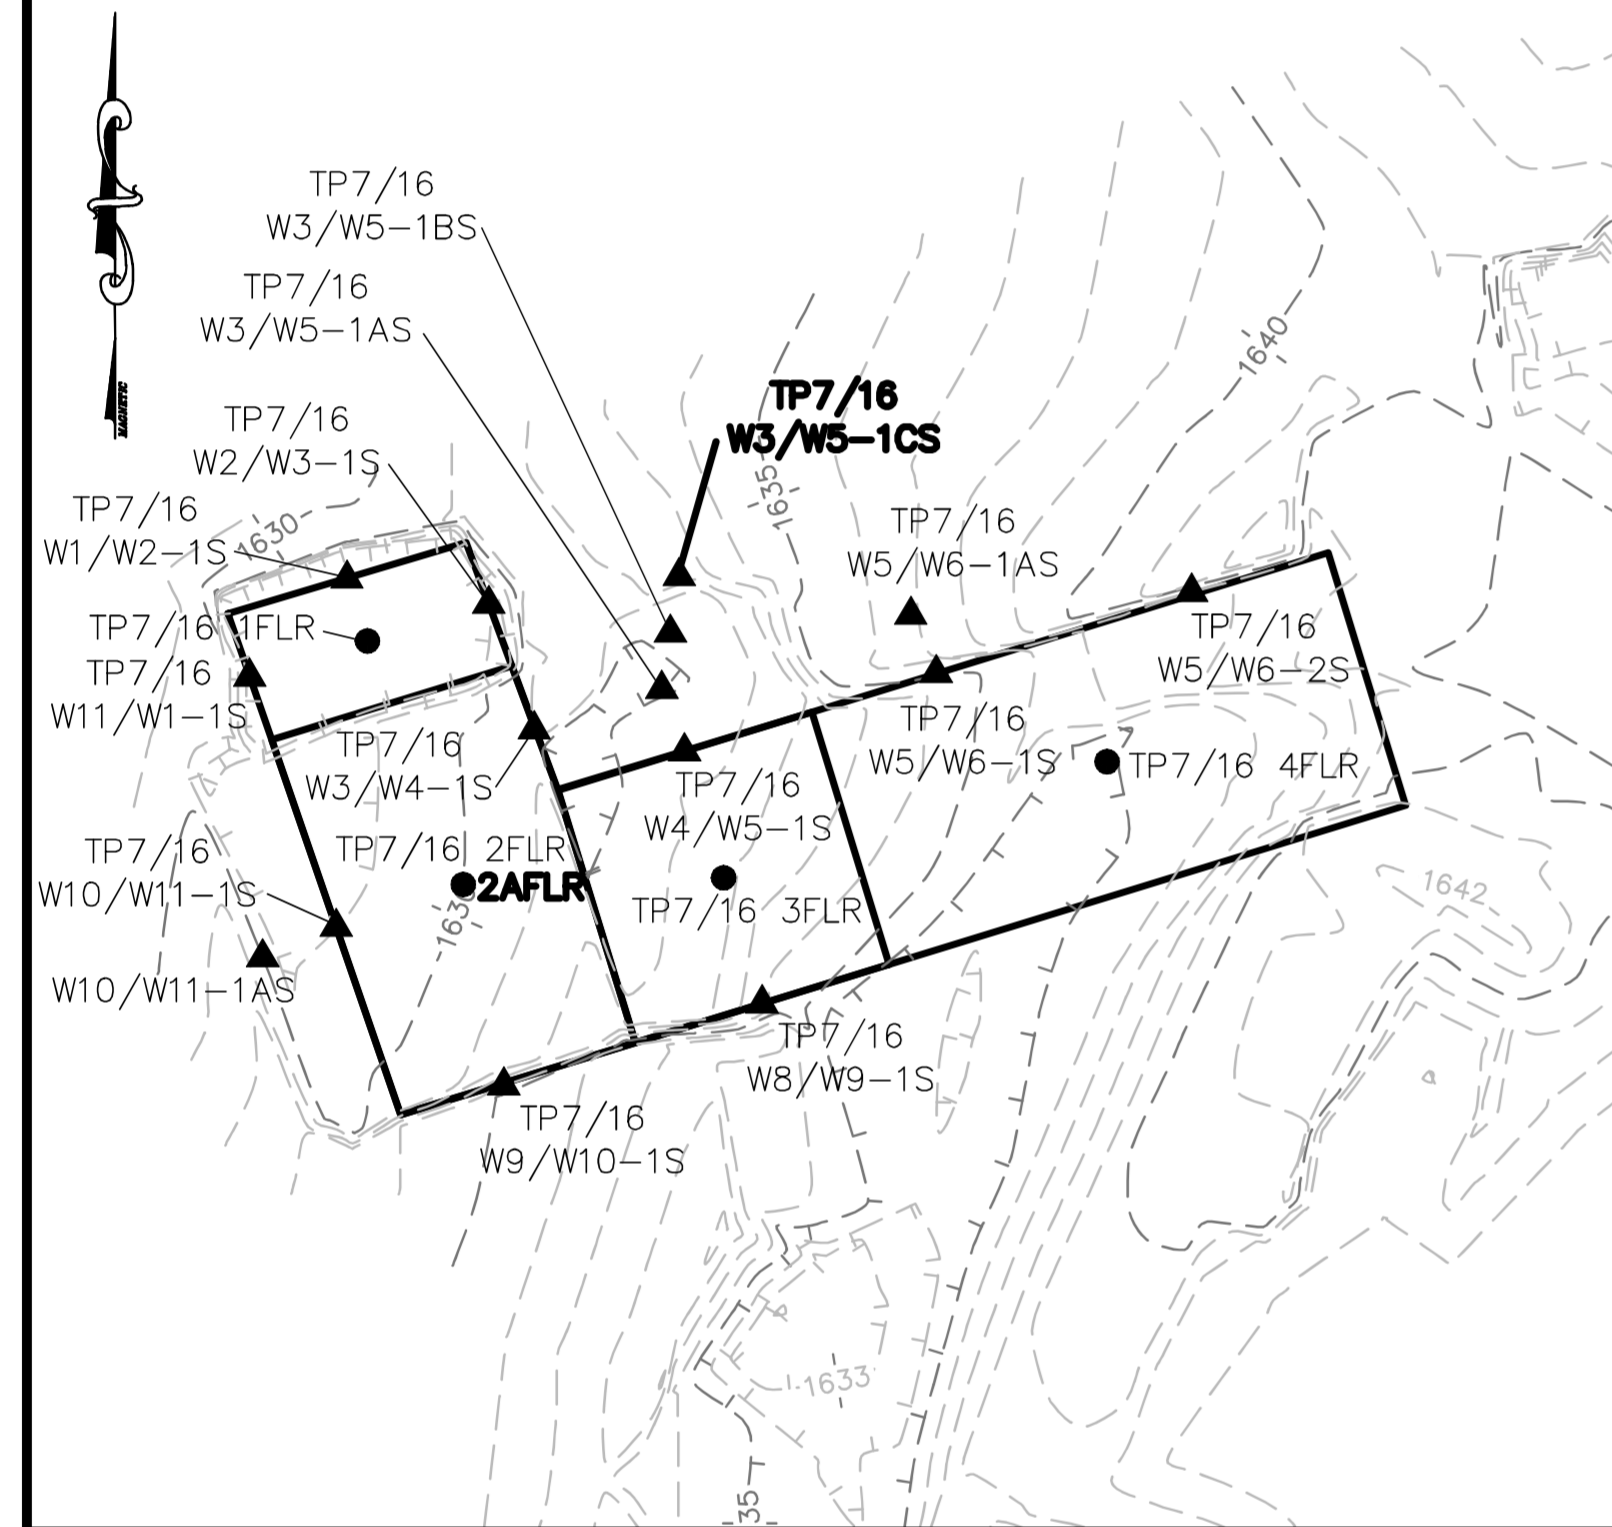 MAGNETIC
TP7/16
W3/W5-1BS
TP7/16
W3/W5-1AS
TP7/16
W3/W5-1CS
TP7/16
W2/W3-1S
TP7/16
W1/W2-1S
TP7/16 1FLR
TP7/16
W11/W1-1S
TP7/16
W3/W4-1S
TP7/16
W5/W6-1AS
TP7/16
W5/W6-2S
TP7/16
W5/W6-1S
TP7/16 4FLR
TP7/16
W4/W5-1S
TP7/16 2FLR
2AFLR
TP7/16 3FLR
TP7/16
W10/W11-1S
W10/W11-1AS
TP7/16
W8/W9-1S
TP7/16
W9/W10-1S
1640
1635
1630
1630
1642
1633
35